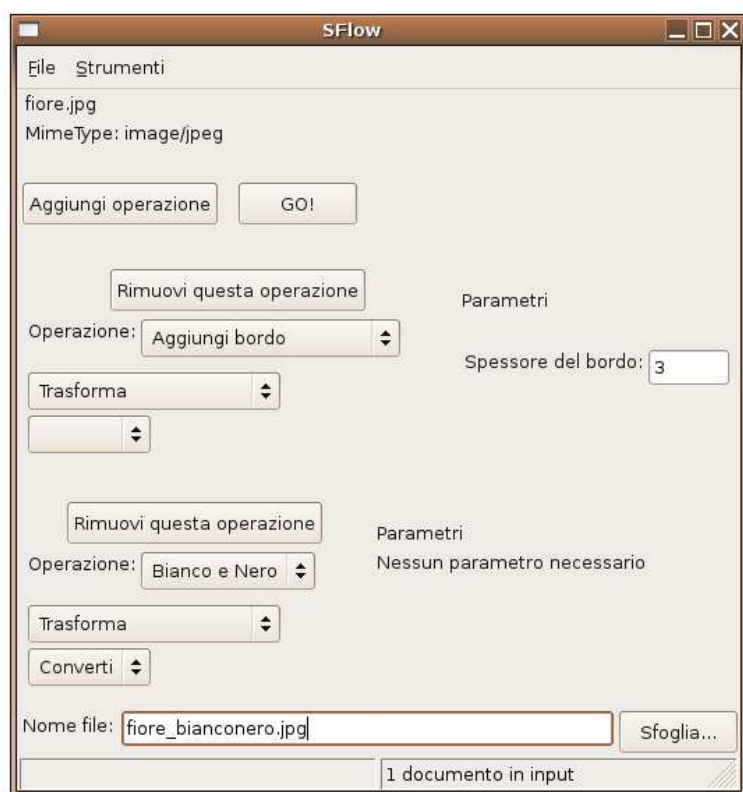 SFlow
File Strumenti
fiore.jpg
MimeType: image/jpeg
Aggiungi operazione GO!
Rimuovi questa operazione
Parametri
Operazione: Aggiungi bordo
Spessore del bordo: 3
Trasforma
Rimuovi questa operazione
Parametri
Operazione: Bianco e Nero
Nessun parametro necessario
Trasforma
Converti
Nome file: fiore_bianconero.jpg Sfoglia...
1 documento in input